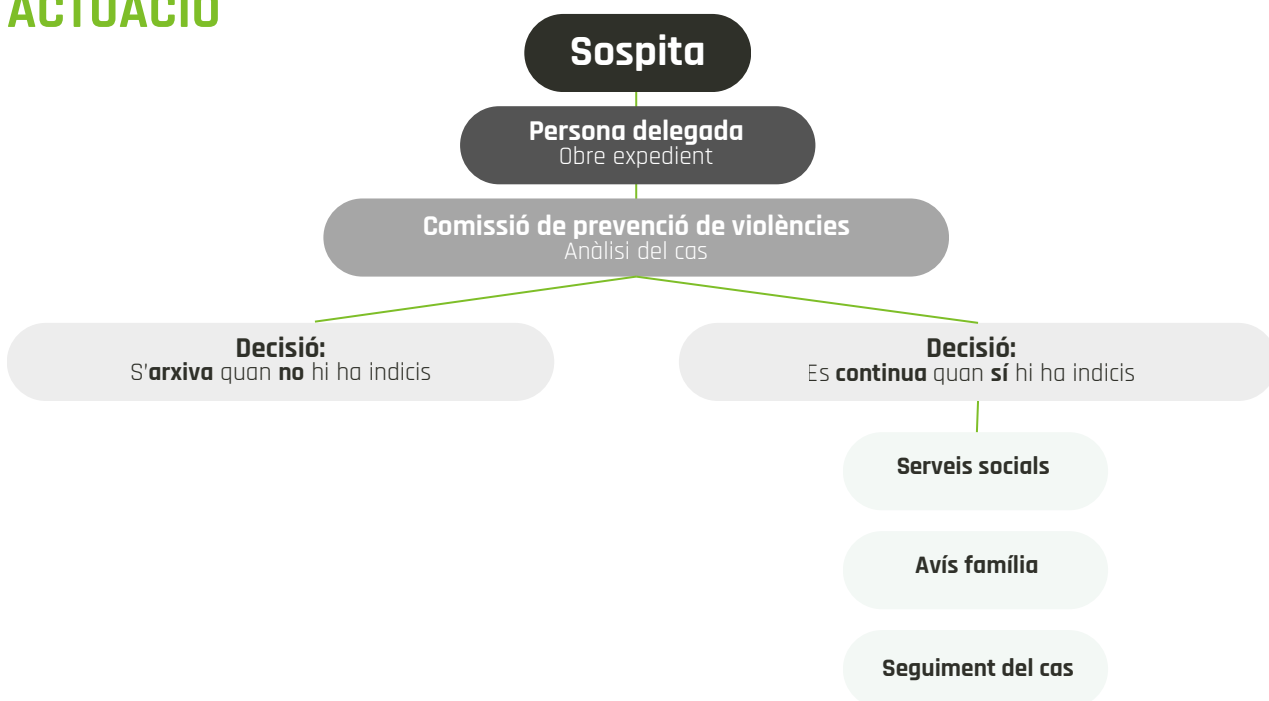 ACTUACIÓ
Sospita
Persona delegada
Obre expedient
Comissió de prevenció de violències
Anàlisi del cas
Decisió:
S'arxiva quan no hi ha indicis
Decisió:
Es continua quan sí hi ha indicis
Serveis socials
Avís família
Seguiment del cas